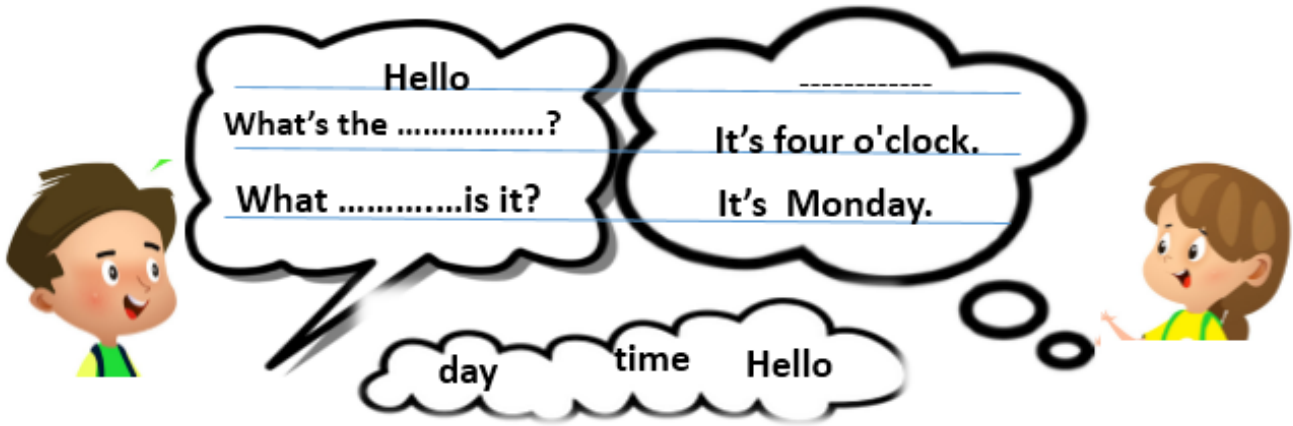 Hello
What's the ................?
What ............is it?
------------
It's four o'clock.
It's Monday.
day time Hello